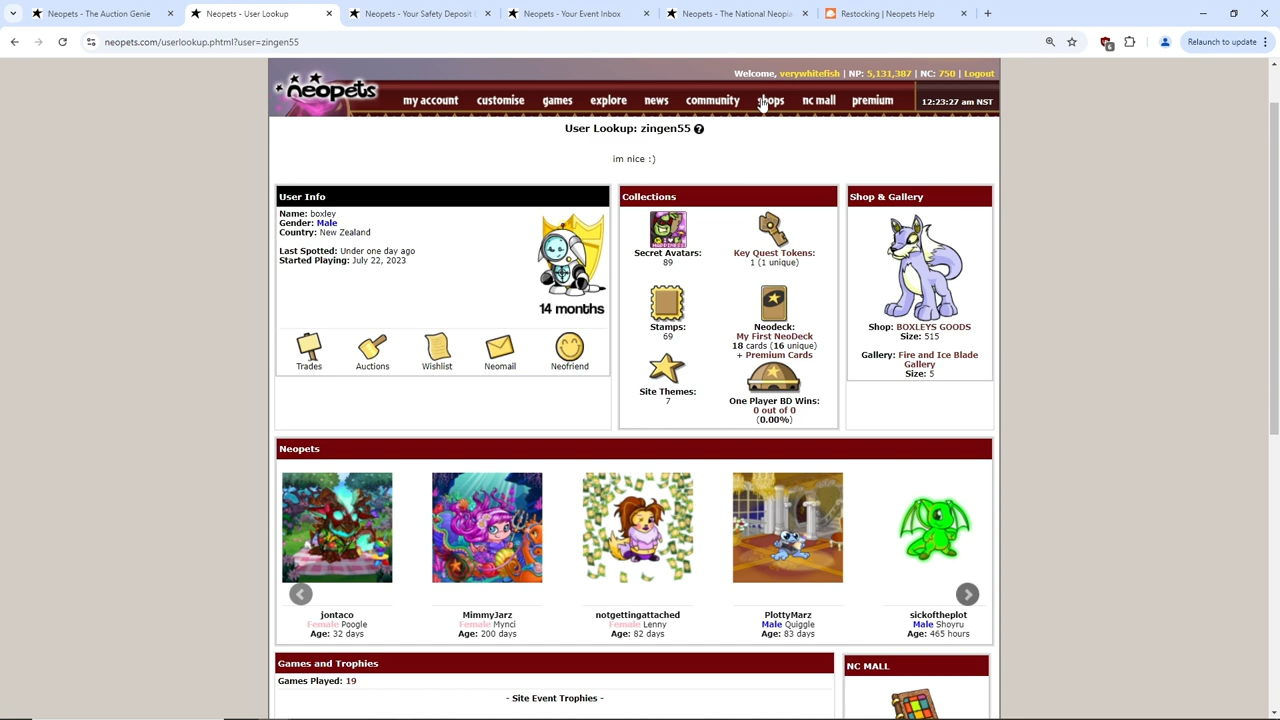 Neopets - The Auction Genie
Neopets - User Lookup
Neopets - Your Safety Deposit
Neopets - Your Event Inbox
Neopets - The National Neopia
Restocking | Neopets Help
neopets.com/userlookup.phtml?user=zingen55
6
Relaunch to update
neopets
Welcome, verywhitefish | NP: 5,131,387 | NC: 750 | Logout
my account customise games explore news community shops nc mall premium
12:23:27 am NST
User Lookup: zingen55 ?
im nice :)
User Info
Name: boxley
Gender: Male
Country: New Zealand
Last Spotted: Under one day ago
Started Playing: July 22, 2023
14 months
Trades Auctions Wishlist Neomail Neofriend
Collections
Secret Avatars:
89
Key Quest Tokens:
1 (1 unique)
Stamps:
69
Neodeck:
My First NeoDeck
18 cards (16 unique)
+ Premium Cards
Site Themes:
7
One Player BD Wins:
0 out of 0
(0.00%)
Shop & Gallery
Shop: BOXLEYS GOODS
Size: 515
Gallery: Fire and Ice Blade
Gallery
Size: 5
Neopets
jontaco
Female Poogle
Age: 32 days
MimmyJarz
Female Mynci
Age: 200 days
notgettingattached
Female Lenny
Age: 82 days
PlottyMarz
Male Quiggle
Age: 83 days
sickoftheplot
Male Shoyru
Age: 465 hours
Games and Trophies
Games Played: 19
- Site Event Trophies -
NC MALL